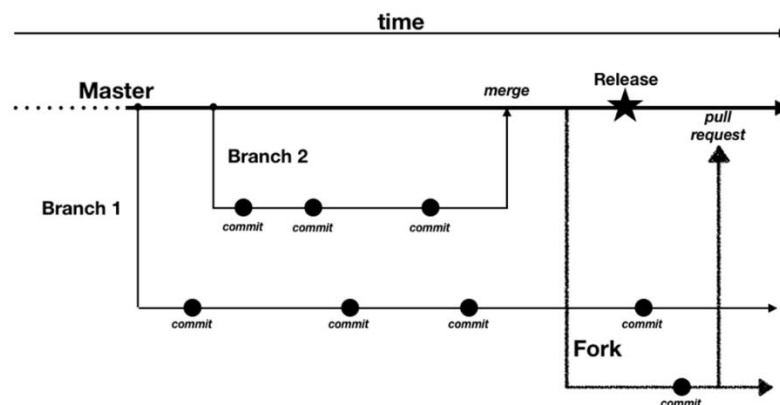 time
Master
merge
Release
pull
request
Branch 2
Branch 1
commit
commit
commit
commit
commit
commit
commit
Fork
commit